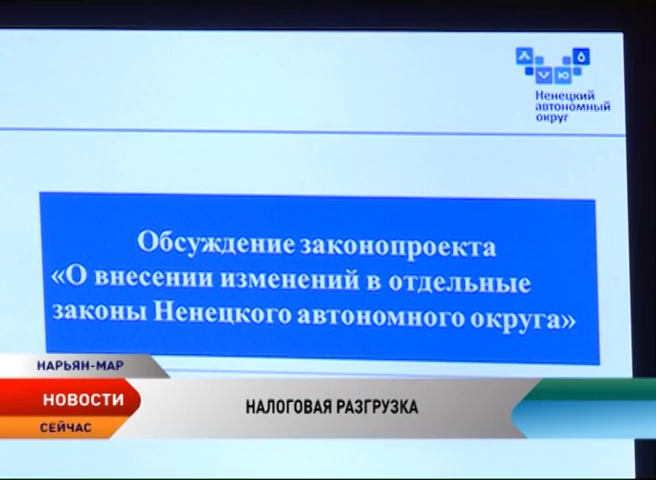 Ненецкий
автономный
округ
Обсуждение законопроекта
«О внесении изменений в отдельные
законы Ненецкого автономного округа»
НАРЬЯН-МАР
НОВОСТИ
НАЛОГОВАЯ РАЗГРУЗКА
СЕЙЧАС